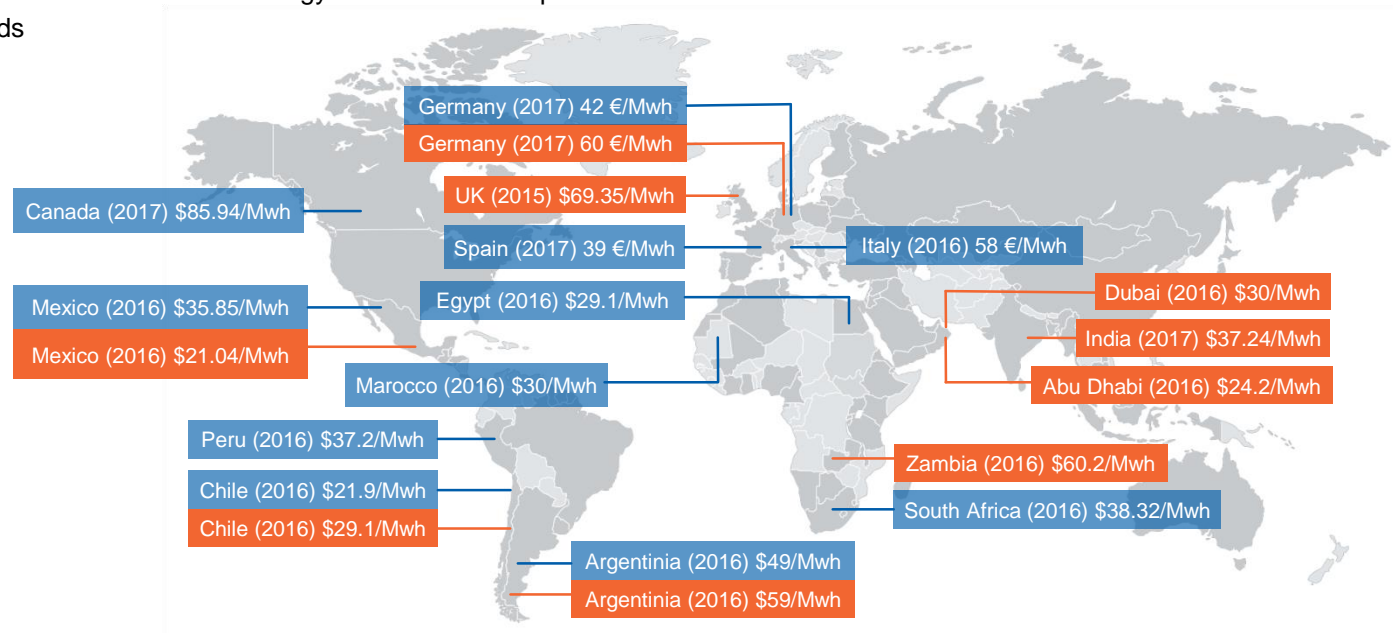 Germany (2017) 42 €/Mwh
Germany (2017) 60 €/Mwh
UK (2015) $69.35/Mwh
Canada (2017) $85.94/Mwh
Spain (2017) 39 €/Mwh
Italy (2016) 58 €/Mwh
Egypt (2016) $29.1/Mwh
Dubai (2016) $30/Mwh
Mexico (2016) $35.85/Mwh
India (2017) $37.24/Mwh
Mexico (2016) $21.04/Mwh
Marocco (2016) $30/Mwh
Abu Dhabi (2016) $24.2/Mwh
Peru (2016) $37.2/Mwh
Zambia (2016) $60.2/Mwh
Chile (2016) $21.9/Mwh
South Africa (2016) $38.32/Mwh
Chile (2016) $29.1/Mwh
Argentinia (2016) $49/Mwh
Argentinia (2016) $59/Mwh